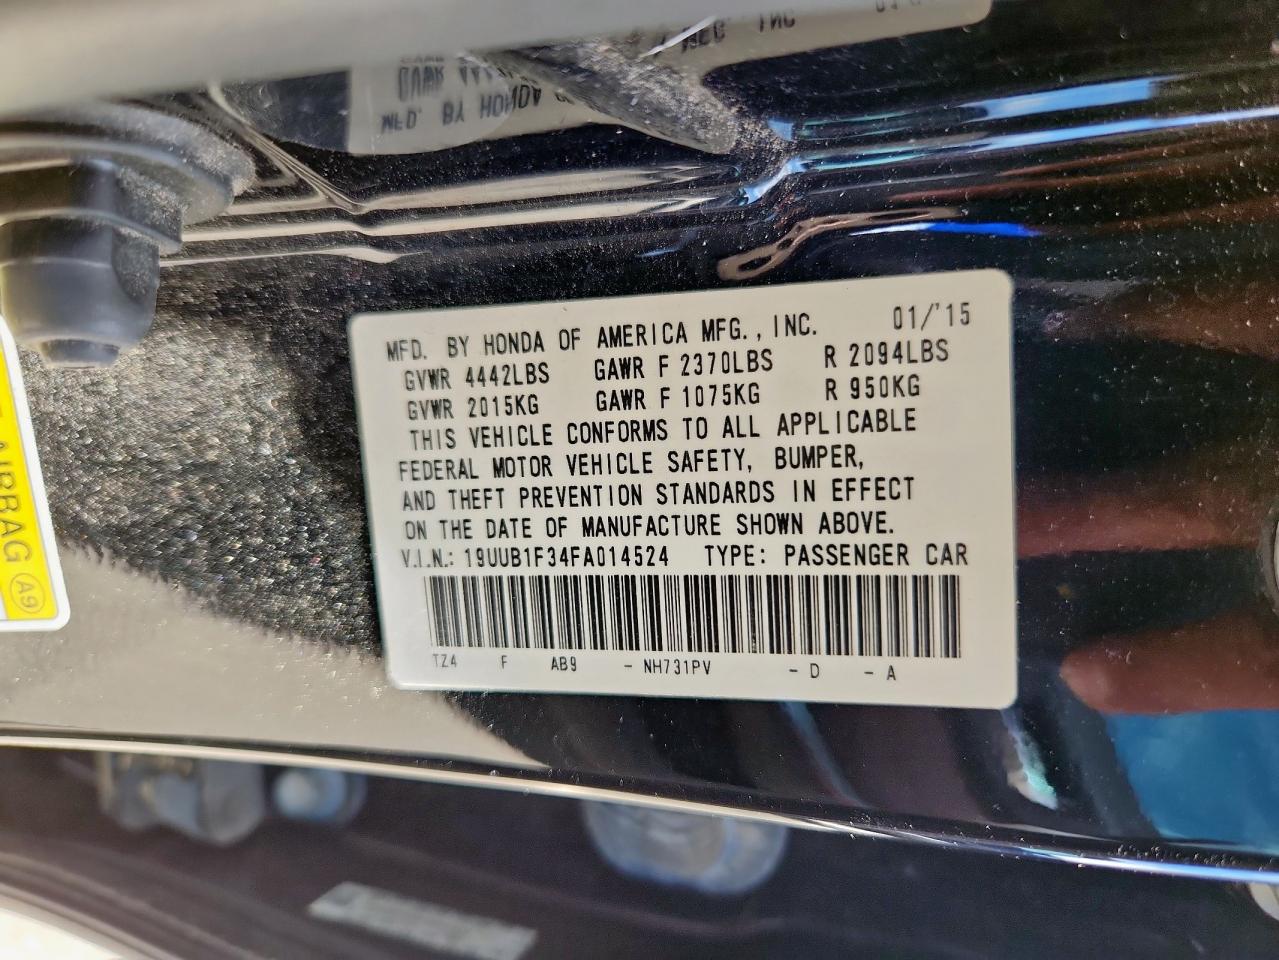 MFD. BY HONDA OF AMERICA MFG., INC. 01/'15
GVWR 4442LBS GAWR F 2370LBS R 2094LBS
GVWR 2015KG GAWR F 1075KG R 950KG
THIS VEHICLE CONFORMS TO ALL APPLICABLE
FEDERAL MOTOR VEHICLE SAFETY, BUMPER,
AND THEFT PREVENTION STANDARDS IN EFFECT
ON THE DATE OF MANUFACTURE SHOWN ABOVE.
V.I.N.: 19UUB1F34FA014524 TYPE: PASSENGER CAR
TZ4 F AB9 - NH731PV - D - A
AIRBAG
A9